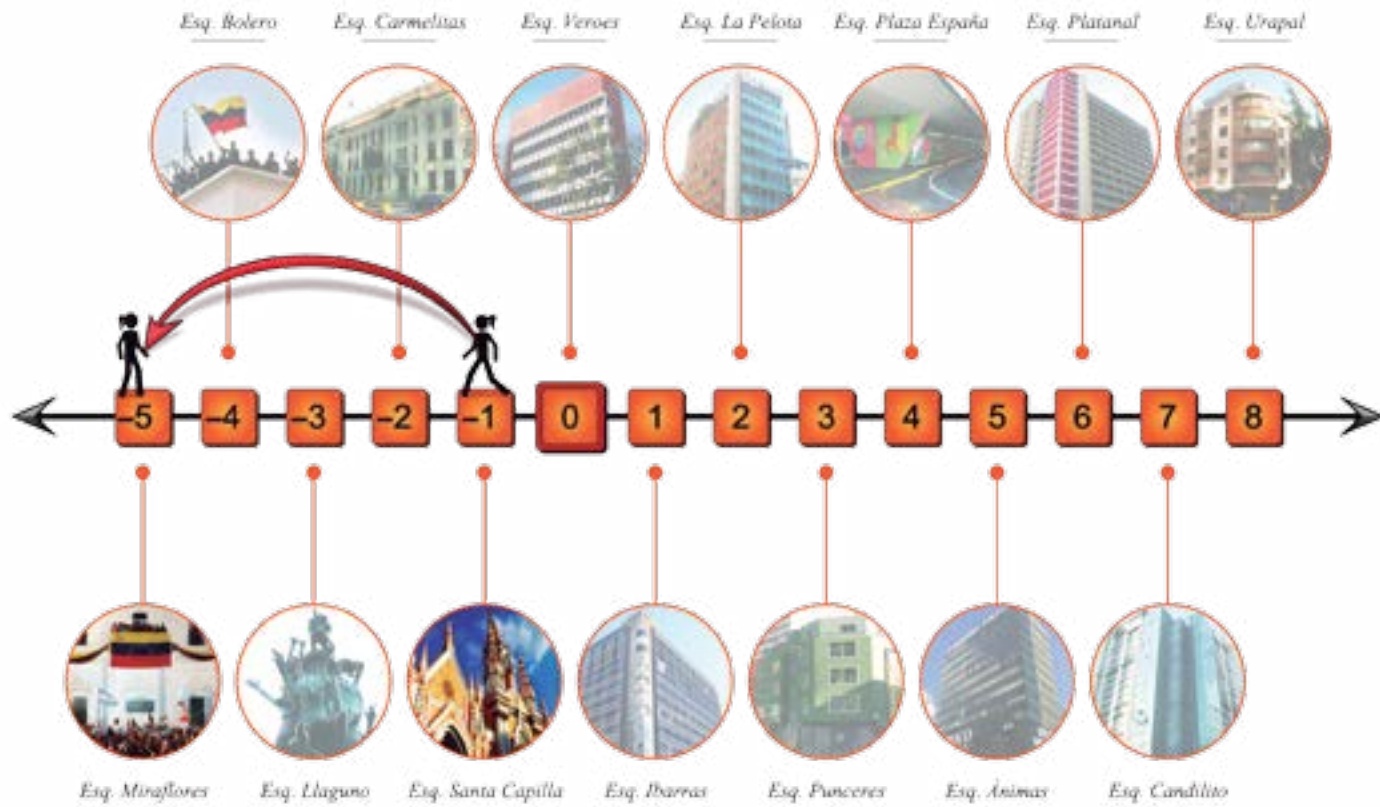 Esq. Bolero
Esq. Carmelitas
Esq. Veroes
Esq. La Pelota
Esq. Plaza España
Esq. Platanal
Esq. Urapal
–5
–4
–3
–2
–1
0
1
2
3
4
5
6
7
8
Esq. Miraflores
Esq. Llaguno
Esq. Santa Capilla
Esq. Ibarras
Esq. Punceres
Esq. Ánimas
Esq. Candilito